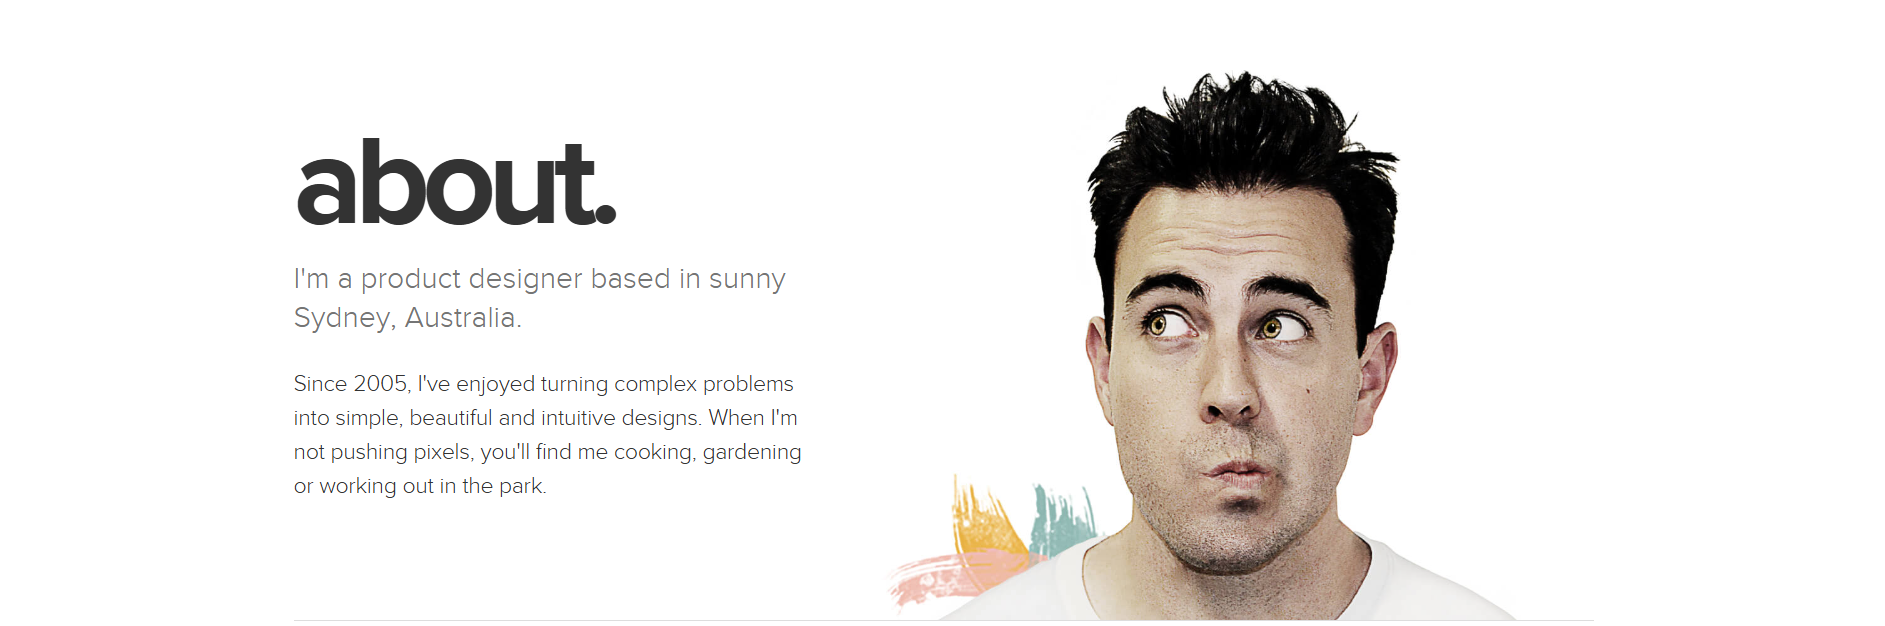 about.
I'm a product designer based in sunny
Sydney, Australia.
Since 2005, I've enjoyed turning complex problems
into simple, beautiful and intuitive designs. When I'm
not pushing pixels, you'll find me cooking, gardening
or working out in the park.